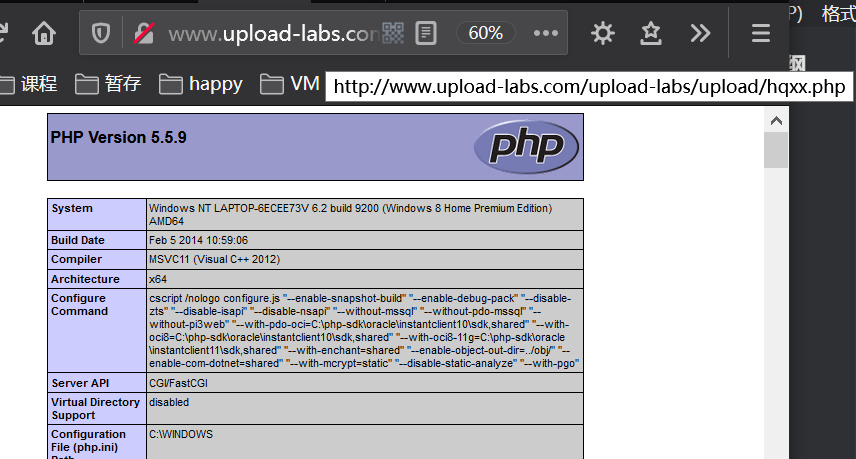 P) 格式
www.upload-labs.con
60%
课程 暂存 happy VM
http://www.upload-labs.com/upload-labs/upload/hqxx.php
PHP Version 5.5.9
php
System Windows NT LAPTOP-6ECEE73V 6.2 build 9200 (Windows 8 Home Premium Edition)
AMD64
Build Date Feb 5 2014 10:59:06
Compiler MSVC11 (Visual C++ 2012)
Architecture x64
Configure cscript /nologo configure.js "--enable-snapshot-build" "--enable-debug-pack" "--disable-
Command zts" "--disable-isapi" "--disable-nsapi" "--without-mssql" "--without-pdo-mssql" "--
without-pi3web" "--with-pdo-oci=C:\php-sdk\oracle\instantclient10\sdk,shared" "--with-
oci8=C:\php-sdk\oracle\instantclient10\sdk,shared" "--with-oci8-11g=C:\php-sdk\oracle
\instantclient11\sdk,shared" "--with-enchant=shared" "--enable-object-out-dir=../obj/" "--
enable-com-dotnet=shared" "--with-mcrypt=static" "--disable-static-analyze" "--with-pgo"
Server API CGI/FastCGI
Virtual Directory disabled
Support
Configuration C:\WINDOWS
File (php.ini)